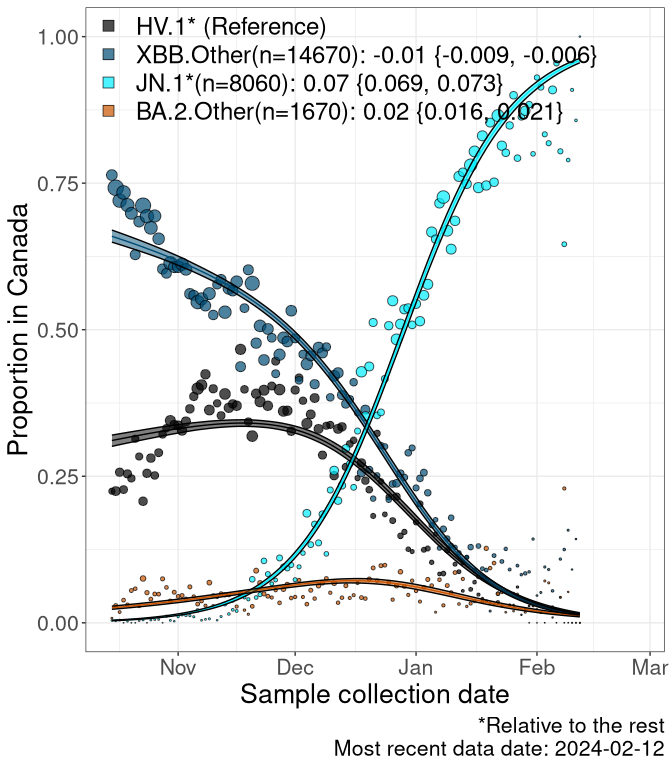 HV.1* (Reference)
XBB.Other(n=14670): -0.01 {-0.009, -0.006}
JN.1*(n=8060): 0.07 {0.069, 0.073}
BA.2.Other(n=1670): 0.02 {0.016, 0.021}
1.00
0.75
0.50
0.25
0.00
Proportion in Canada
Nov Dec Jan Feb Mar
Sample collection date
*Relative to the rest
Most recent data date: 2024-02-12